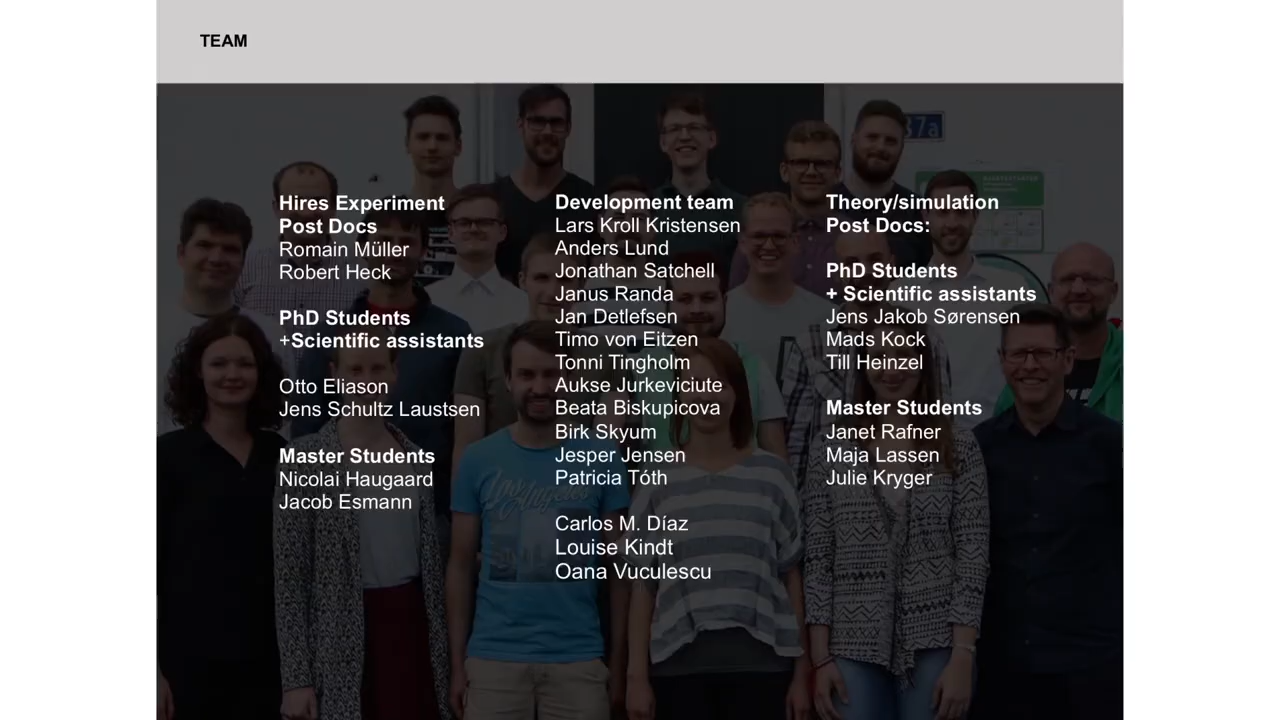 TEAM
Hires Experiment
Post Docs
Romain Müller
Robert Heck
PhD Students
+Scientific assistants
Otto Eliason
Jens Schultz Laustsen
Master Students
Nicolai Haugaard
Jacob Esmann
Development team
Lars Kroll Kristensen
Anders Lund
Jonathan Satchell
Janus Randa
Jan Detlefsen
Timo von Eitzen
Tonni Tingholm
Aukse Jurkeviciute
Beata Biskupicova
Birk Skyum
Jesper Jensen
Patricia Tóth
Carlos M. Díaz
Louise Kindt
Oana Vuculescu
Theory/simulation
Post Docs:
PhD Students
+ Scientific assistants
Jens Jakob Sørensen
Mads Kock
Till Heinzel
Master Students
Janet Rafner
Maja Lassen
Julie Kryger
37a
Los Angeles